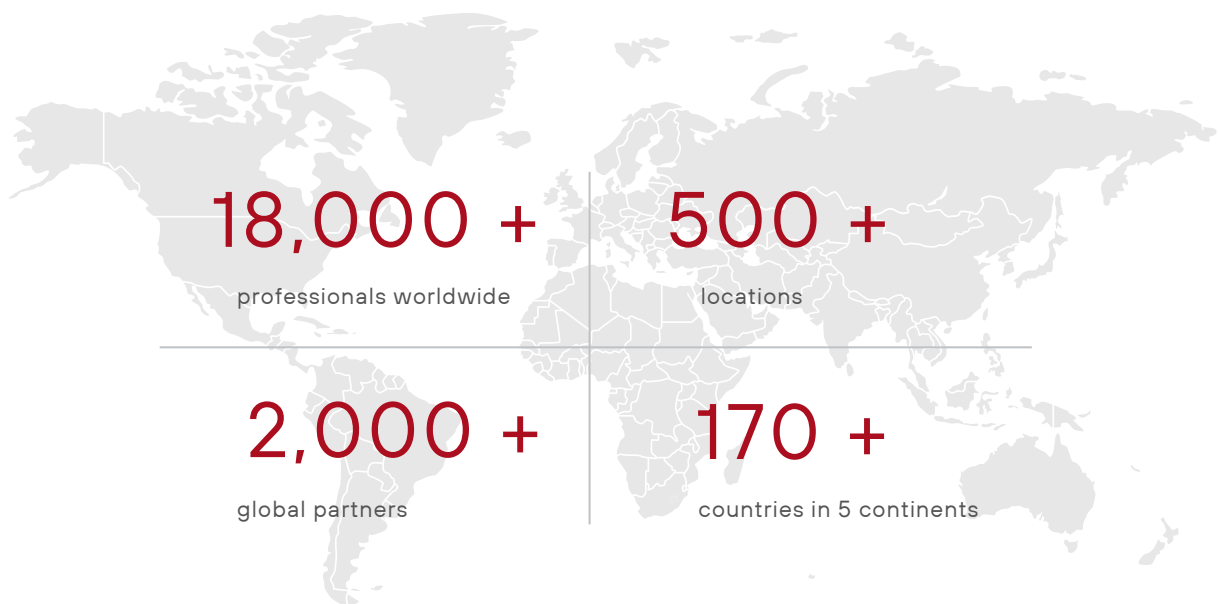 18,000 +
professionals worldwide
500 +
locations
2,000 +
global partners
170 +
countries in 5 continents